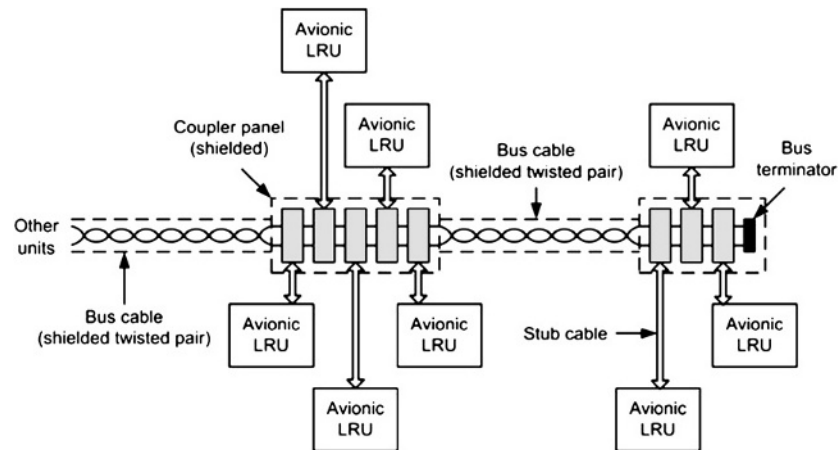 Avionic
LRU
Coupler panel
(shielded)
Avionic
LRU
Bus cable
(shielded twisted pair)
Avionic
LRU
Bus
terminator
Other
units
Bus cable
(shielded twisted pair)
Avionic
LRU
Avionic
LRU
Stub cable
Avionic
LRU
Avionic
LRU
Avionic
LRU